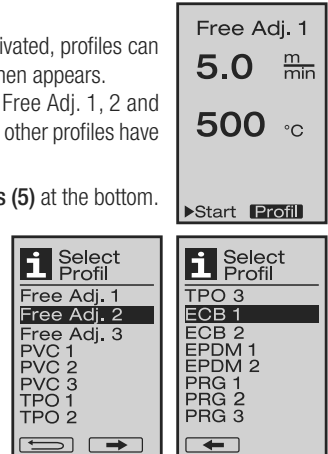 ivated, profiles can
hen appears.
Free Adj. 1, 2 and
other profiles have
s (5) at the bottom.
Free Adj. 1
5.0 m/min
500 °C
▶Start Profil
i Select
Profil
Free Adj. 1
Free Adj. 2
Free Adj. 3
PVC 1
PVC 2
PVC 3
TPO 1
TPO 2
i Select
Profil
TPO 3
ECB 1
ECB 2
EPDM 1
EPDM 2
PRG 1
PRG 2
PRG 3